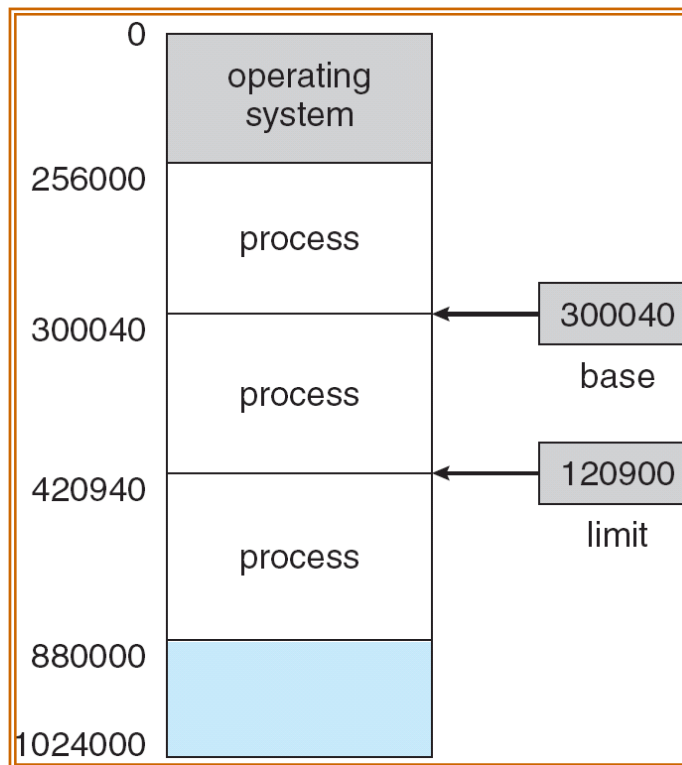 0
operating
system
256000
process
300040
300040
base
process
420940
120900
limit
process
880000
1024000